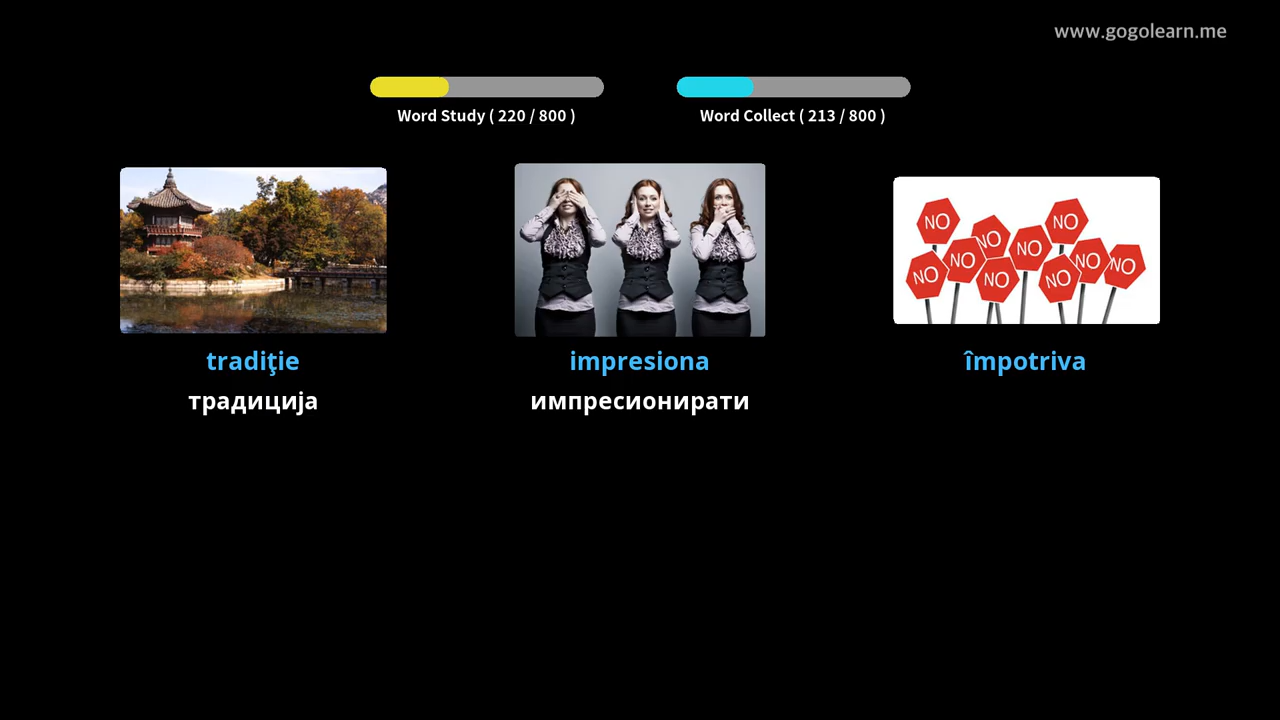 www.gogolearn.me
Word Study ( 220 / 800 )
Word Collect ( 213 / 800 )
NO
NO
NO
NO
NO
NO
NO
NO
NO
NO
tradiţie
impresiona
împotriva
традиција
импресионирати